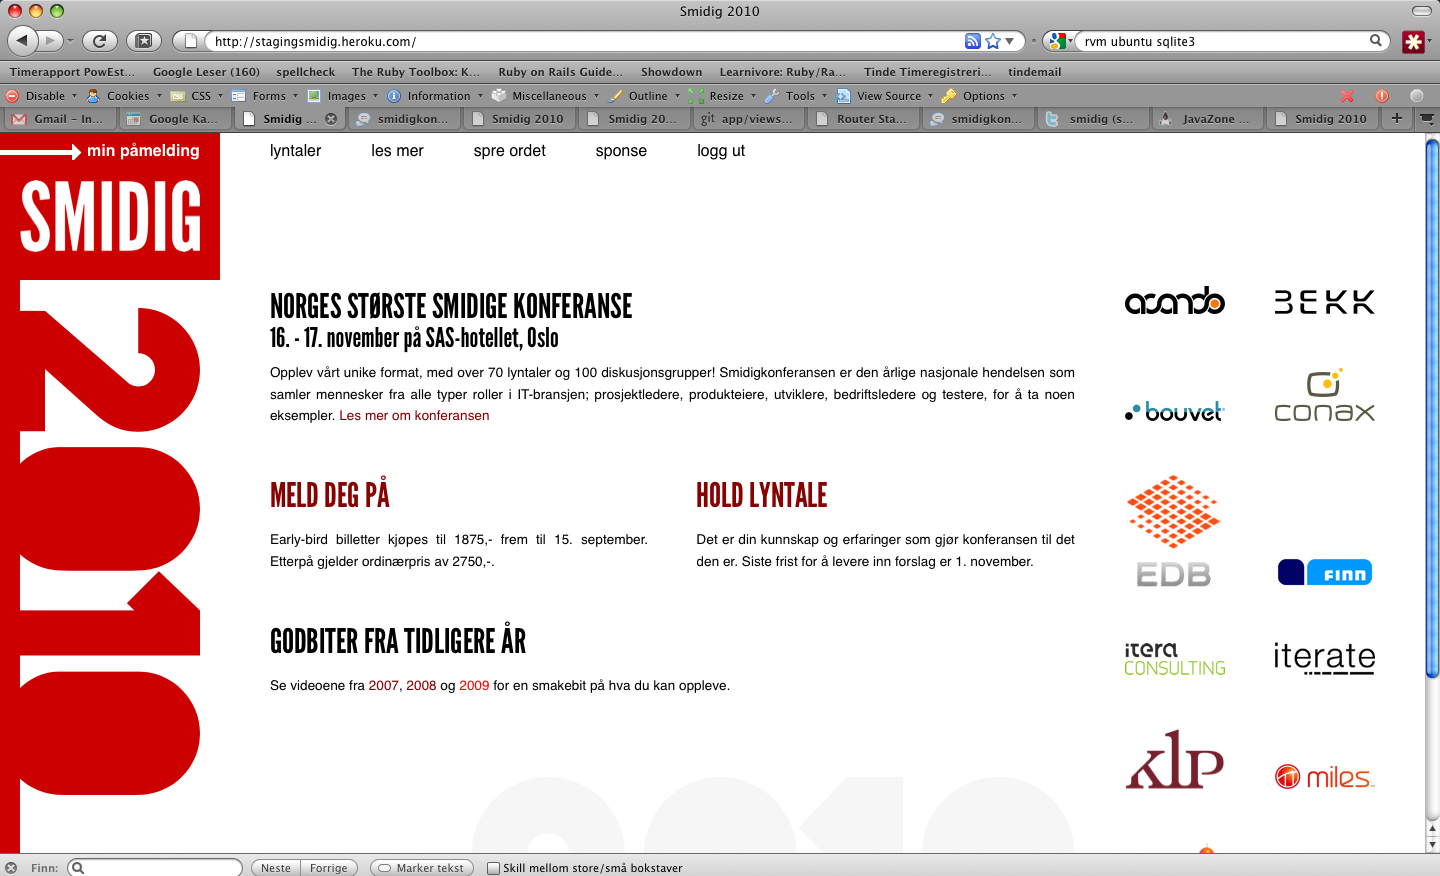 Smidig 2010
http://stagingsmidig.heroku.com/
rvm ubuntu sqlite3
Timerapport PowEst... Google Leser (160) spellcheck The Ruby Toolbox: K... Ruby on Rails Guide... Showdown Learnivore: Ruby/Ra... Tinde Timeregistreri... tindemail
Disable Cookies CSS Forms Images Information Miscellaneous Outline Resize Tools View Source Options
Gmail – In... Google Ka... Smidig ... smidigkon... Smidig 2010 Smidig 20... git app/views... Router Sta... smidigkon... smidig (s... JavaZone ... Smidig 2010
min påmelding
lyntaler les mer spre ordet sponse logg ut
SMIDIG
2010
NORGES STØRSTE SMIDIGE KONFERANSE
16. - 17. november på SAS-hotellet, Oslo
Opplev vårt unike format, med over 70 lyntaler og 100 diskusjonsgrupper! Smidigkonferansen er den årlige nasjonale hendelsen som
samler mennesker fra alle typer roller i IT-bransjen; prosjektledere, produkteiere, utviklere, bedriftsledere og testere, for å ta noen
eksempler. Les mer om konferansen
MELD DEG PÅ
Early-bird billetter kjøpes til 1875,- frem til 15. september.
Etterpå gjelder ordinærpris av 2750,-.
HOLD LYNTALE
Det er din kunnskap og erfaringer som gjør konferansen til det
den er. Siste frist for å levere inn forslag er 1. november.
GODBITER FRA TIDLIGERE ÅR
Se videoene fra 2007, 2008 og 2009 for en smakebit på hva du kan oppleve.
acando BEKK
bouvet conax
EDB FINN
itera
CONSULTING
iterate
klp miles
2010
Finn: Neste Forrige Marker tekst Skill mellom store/små bokstaver